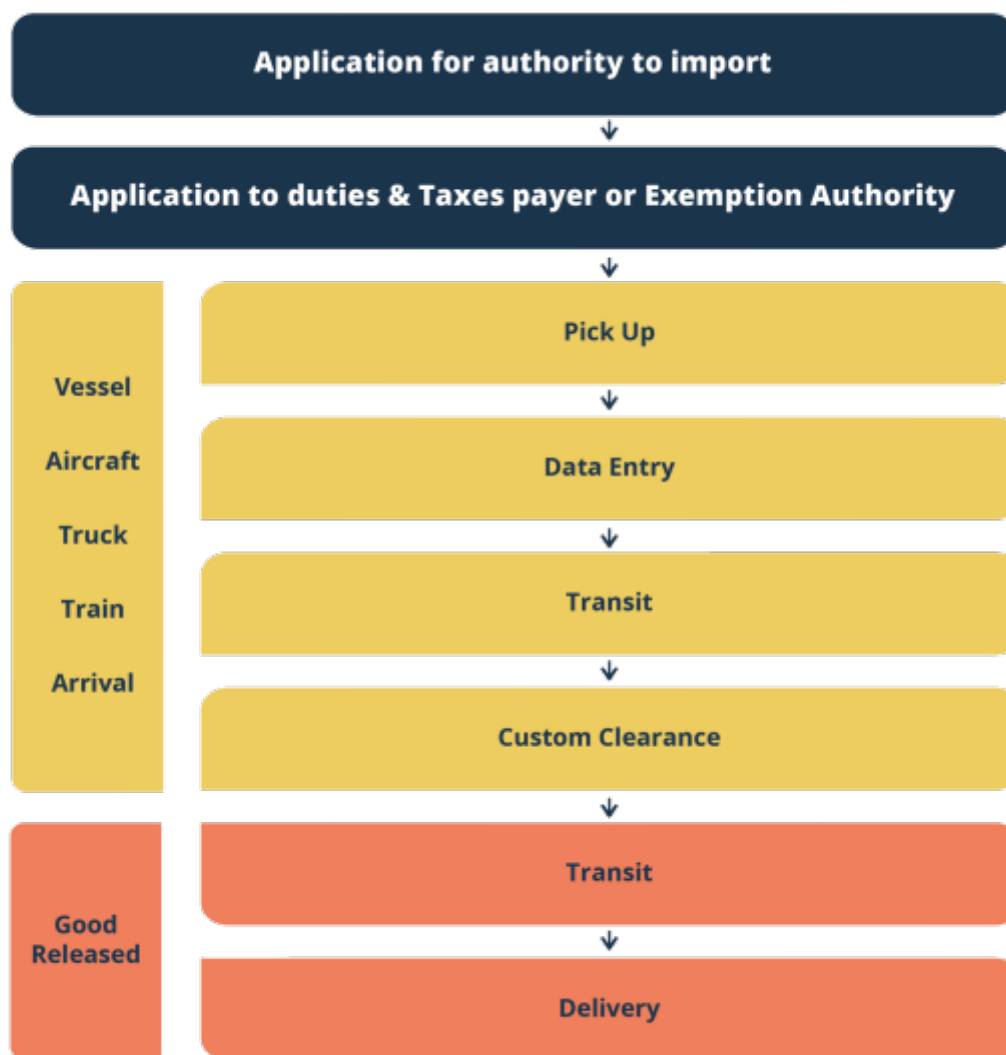 Application for authority to import
Application to duties & Taxes payer or Exemption Authority
Vessel
Aircraft
Truck
Train
Arrival
Pick Up
Data Entry
Transit
Custom Clearance
Good
Released
Transit
Delivery